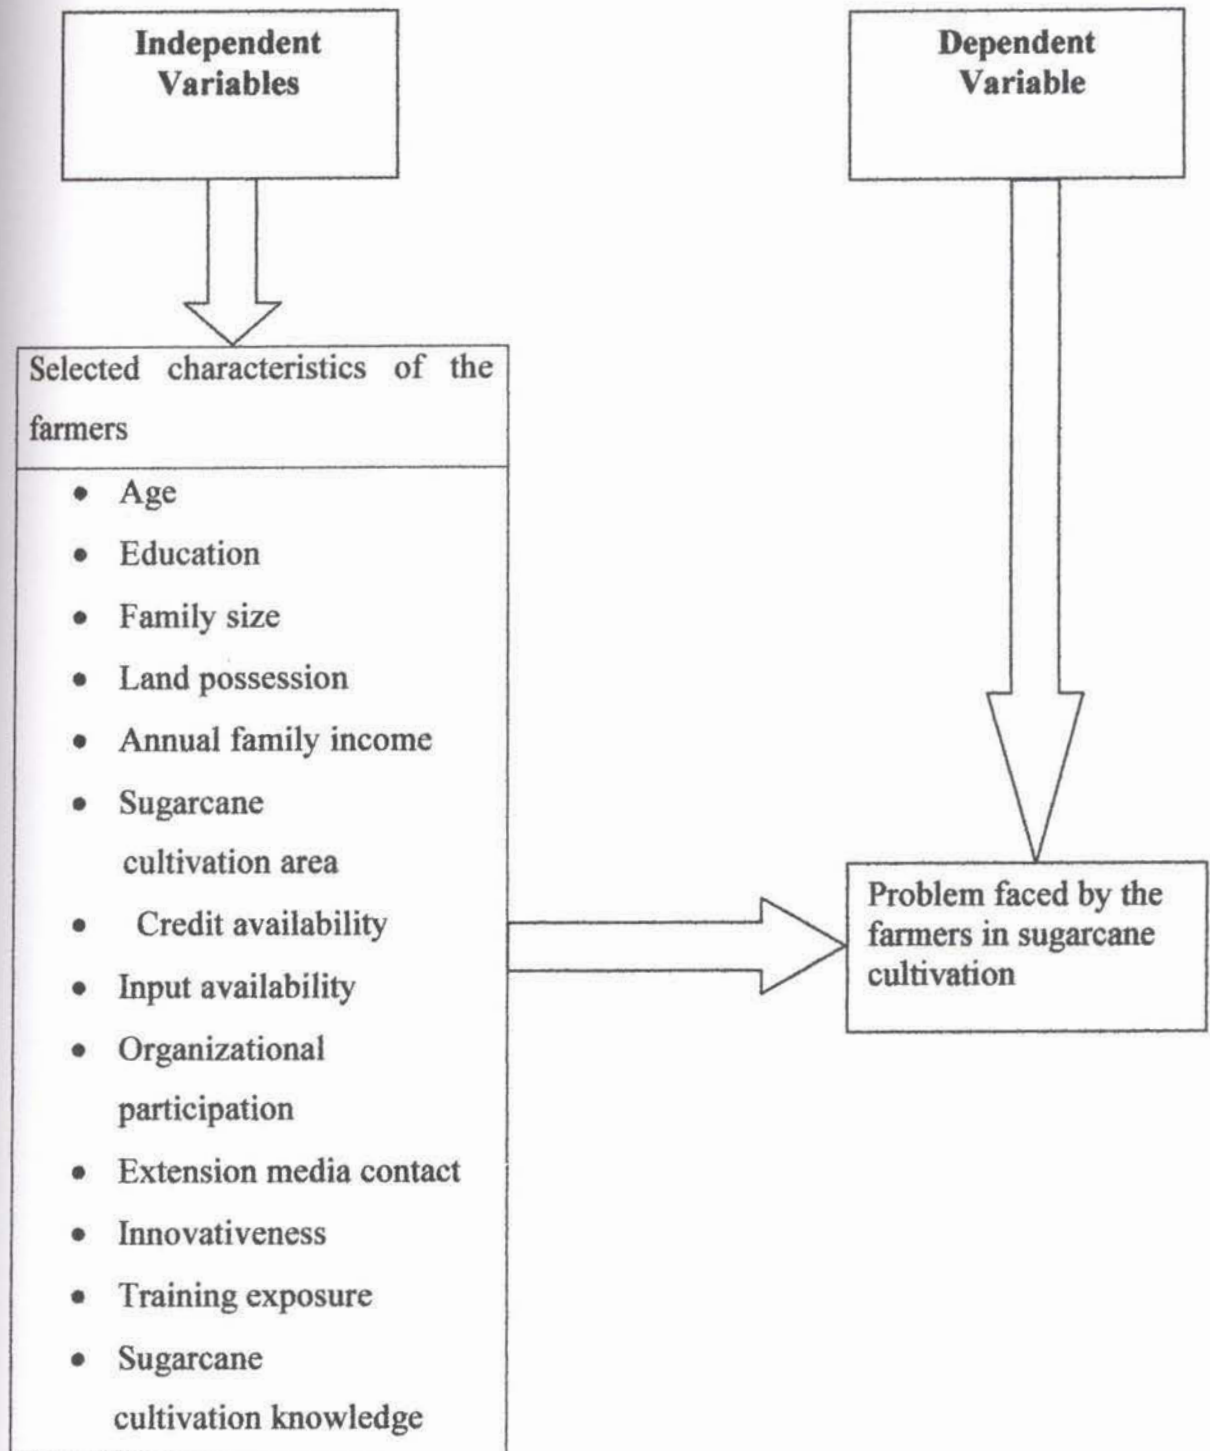 Independent
Variables
Dependent
Variable
Selected characteristics of the
farmers
• Age
• Education
• Family size
• Land possession
• Annual family income
• Sugarcane
cultivation area
• Credit availability
• Input availability
• Organizational
participation
• Extension media contact
• Innovativeness
• Training exposure
• Sugarcane
cultivation knowledge
Problem faced by the
farmers in sugarcane
cultivation